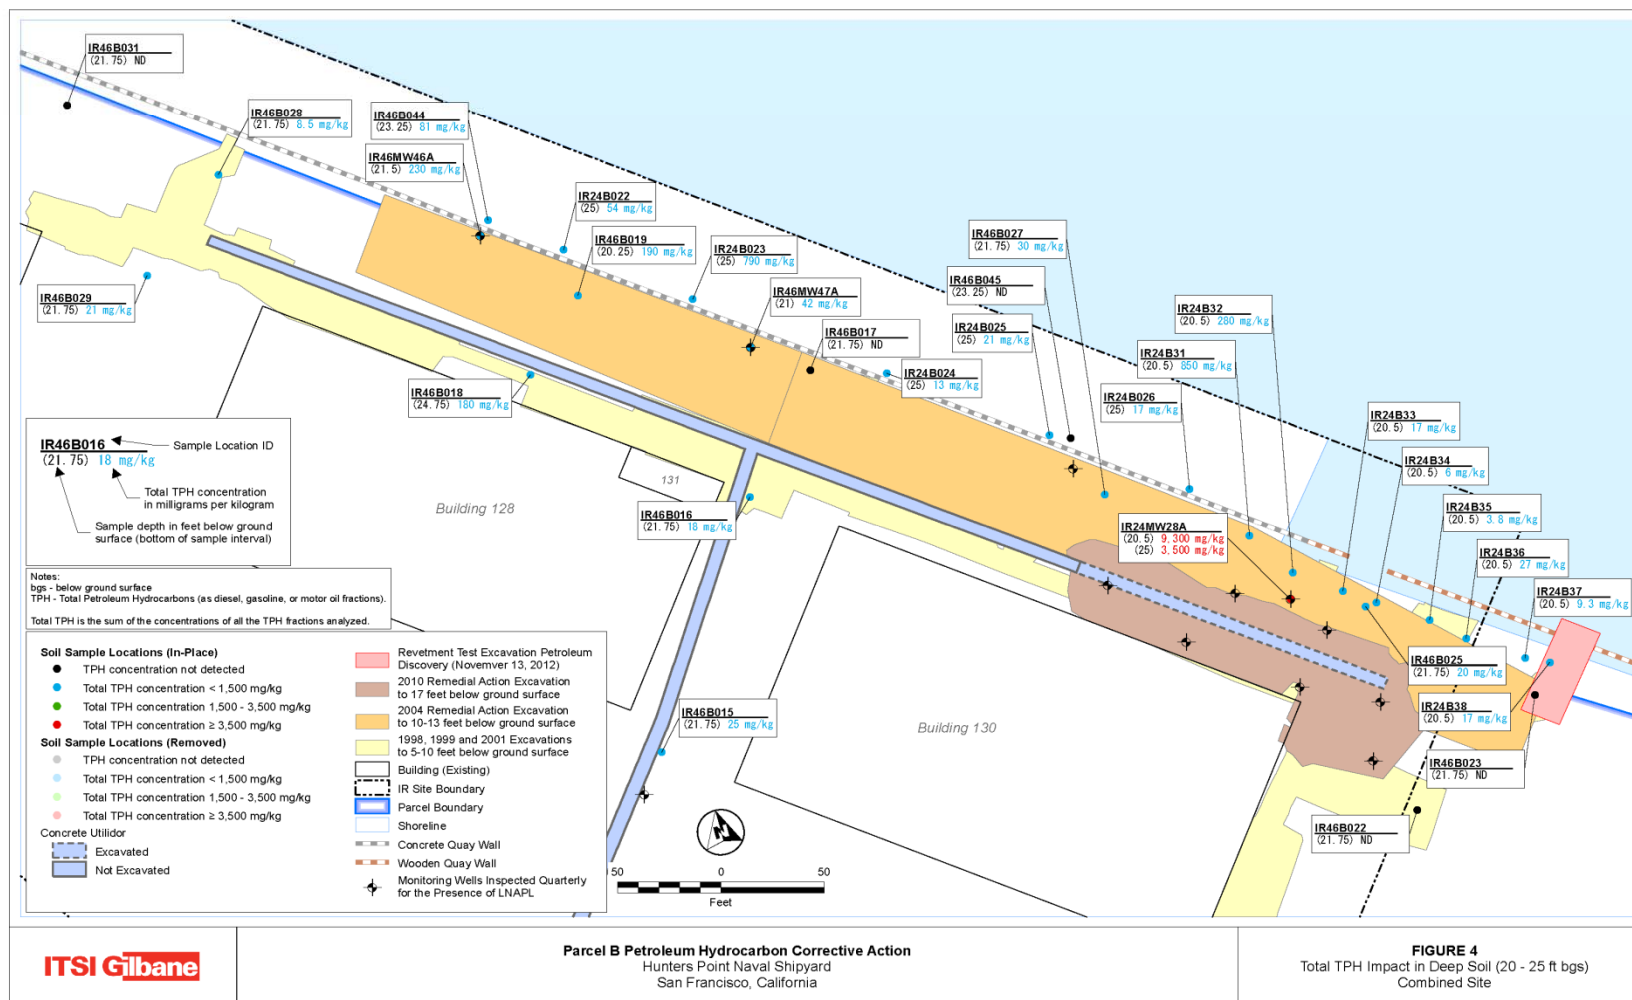 IR46B031
(21.75) ND
IR46B028
(21.75) 8.5 mg/kg
IR46B044
(23.25) 81 mg/kg
IR46MW46A
(21.5) 230 mg/kg
IR24B022
(25) 54 mg/kg
IR46B019
(20.25) 190 mg/kg
IR24B023
(25) 790 mg/kg
IR46B027
(21.75) 30 mg/kg
IR46B045
(23.25) ND
IR46MW47A
(21) 42 mg/kg
IR46B029
(21.75) 21 mg/kg
IR46B017
(21.75) ND
IR24B025
(25) 21 mg/kg
IR24B32
(20.5) 280 mg/kg
IR24B31
(20.5) 850 mg/kg
IR24B024
(25) 13 mg/kg
IR46B018
(24.75) 180 mg/kg
IR24B026
(25) 17 mg/kg
IR24B33
(20.5) 17 mg/kg
IR24B34
(20.5) 6 mg/kg
IR24B35
(20.5) 3.8 mg/kg
IR24B36
(20.5) 27 mg/kg
IR24B37
(20.5) 9.3 mg/kg
IR46B016
(21.75) 18 mg/kg
Sample Location ID
Total TPH concentration
in milligrams per kilogram
Sample depth in feet below ground
surface (bottom of sample interval)
Building 128
131
IR46B016
(21.75) 18 mg/kg
IR24MW28A
(20.5) 9,300 mg/kg
(25) 3,500 mg/kg
IR46B025
(21.75) 20 mg/kg
IR24B38
(20.5) 17 mg/kg
IR46B023
(21.75) ND
IR46B022
(21.75) ND
IR46B015
(21.75) 25 mg/kg
Building 130
Notes:
bgs - below ground surface
TPH - Total Petroleum Hydrocarbons (as diesel, gasoline, or motor oil fractions).
Total TPH is the sum of the concentrations of all the TPH fractions analyzed.
Soil Sample Locations (In-Place)
TPH concentration not detected
Total TPH concentration < 1,500 mg/kg
Total TPH concentration 1,500 - 3,500 mg/kg
Total TPH concentration ≥ 3,500 mg/kg
Soil Sample Locations (Removed)
TPH concentration not detected
Total TPH concentration < 1,500 mg/kg
Total TPH concentration 1,500 - 3,500 mg/kg
Total TPH concentration ≥ 3,500 mg/kg
Concrete Utilidor
Excavated
Not Excavated
Revetment Test Excavation Petroleum
Discovery (Novemver 13, 2012)
2010 Remedial Action Excavation
to 17 feet below ground surface
2004 Remedial Action Excavation
to 10-13 feet below ground surface
1998, 1999 and 2001 Excavations
to 5-10 feet below ground surface
Building (Existing)
IR Site Boundary
Parcel Boundary
Shoreline
Concrete Quay Wall
Wooden Quay Wall
Monitoring Wells Inspected Quarterly
for the Presence of LNAPL
N
50 0 50
Feet
ITSI Gilbane
Parcel B Petroleum Hydrocarbon Corrective Action
Hunters Point Naval Shipyard
San Francisco, California
FIGURE 4
Total TPH Impact in Deep Soil (20 - 25 ft bgs)
Combined Site